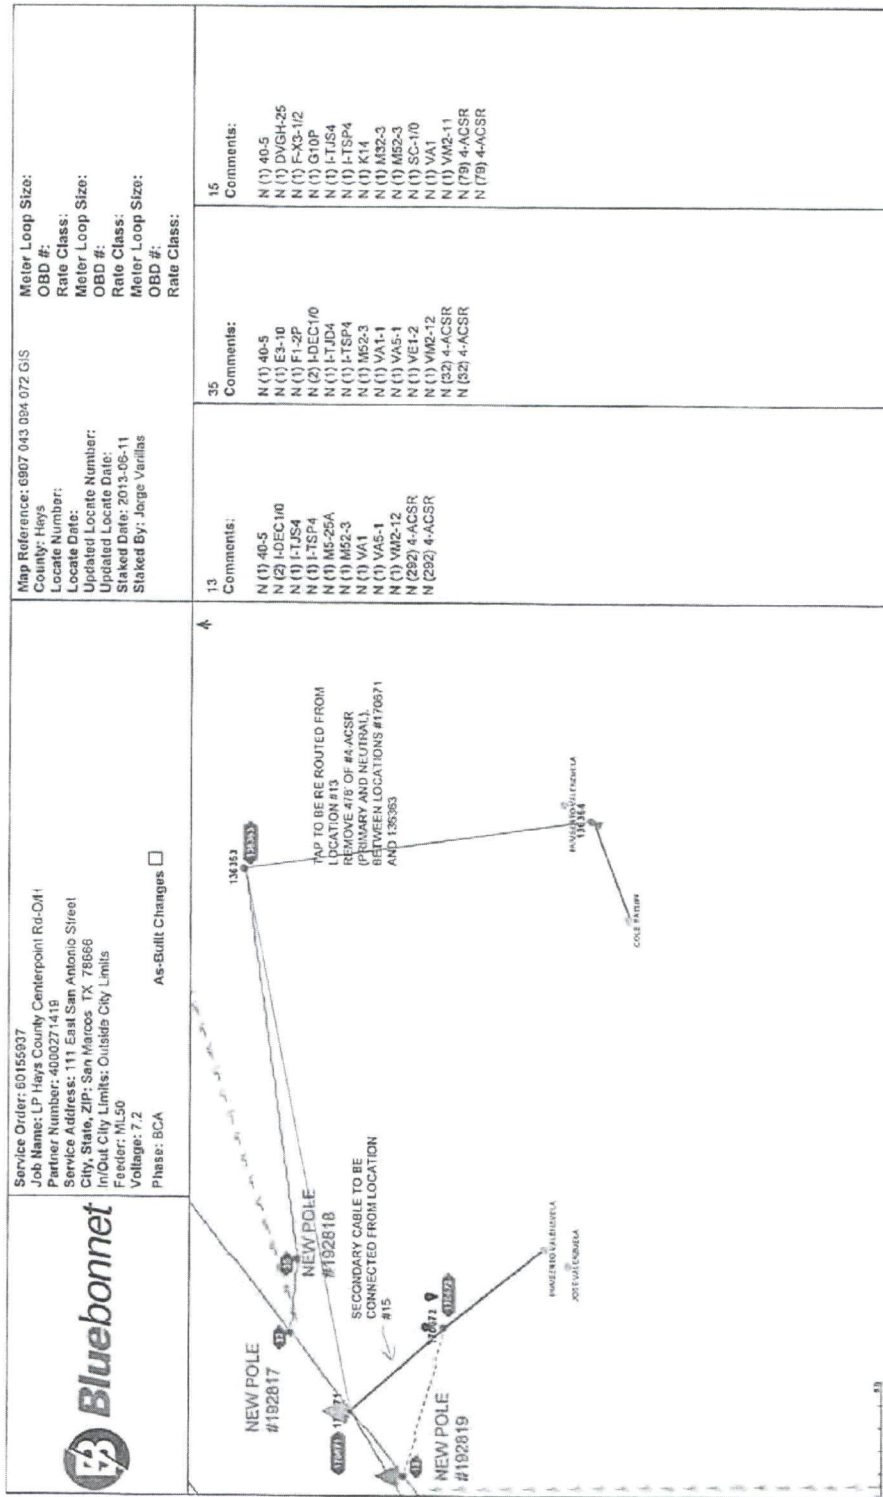 Bluebonnet
Service Order: 60155937
Job Name: LP Hays County Centerpoint Rd-O/H
Partner Number: 4000271419
Service Address: 111 East San Antonio Street
City, State, ZIP: San Marcos TX 78666
In/Out City Limits: Outside City Limits
Feeder: ML50
Voltage: 7.2
Phase: BCA
As-Built Changes
Map Reference: 6907 043 094 072 GIS
County: Hays
Locate Number:
Locate Date:
Updated Locate Number:
Updated Locate Date:
Staked Date: 2013-06-11
Staked By: Jorge Varillas
Meter Loop Size:
OBD #:
Rate Class:
Meter Loop Size:
OBD #:
Rate Class:
Meter Loop Size:
OBD #:
Rate Class:
NEW POLE
#192817
NEW POLE
#192818
NEW POLE
#192819
SECONDARY CABLE TO BE
CONNECTED FROM LOCATION
#15
170672
136353
TAP TO BE RE ROUTED FROM
LOCATION #13
REMOVE 478' OF #4-ACSR
(PRIMARY AND NEUTRAL)
BETWEEN LOCATIONS #170671
AND 135363
136364
JOSE VALENZUELA
13
Comments:
N (1) 40-5
N (2) I-DEC1/0
N (1) I-TJS4
N (1) I-TSP4
N (1) M5-25A
N (1) M52-3
N (1) VA1
N (1) VA5-1
N (1) VM2-12
N (292) 4-ACSR
N (292) 4-ACSR
35
Comments:
N (1) 40-5
N (1) E3-10
N (1) F1-2P
N (2) I-DEC1/0
N (1) I-TJD4
N (1) I-TSP4
N (1) M52-3
N (1) VA1-1
N (1) VA5-1
N (1) VE1-2
N (1) VM2-12
N (32) 4-ACSR
N (32) 4-ACSR
15
Comments:
N (1) 40-5
N (1) DVGH-25
N (1) F-X3-1/2
N (1) G10P
N (1) I-TJS4
N (1) I-TSP4
N (1) K14
N (1) M32-3
N (1) M52-3
N (1) SC-1/0
N (1) VA1
N (1) VM2-11
N (79) 4-ACSR
N (79) 4-ACSR